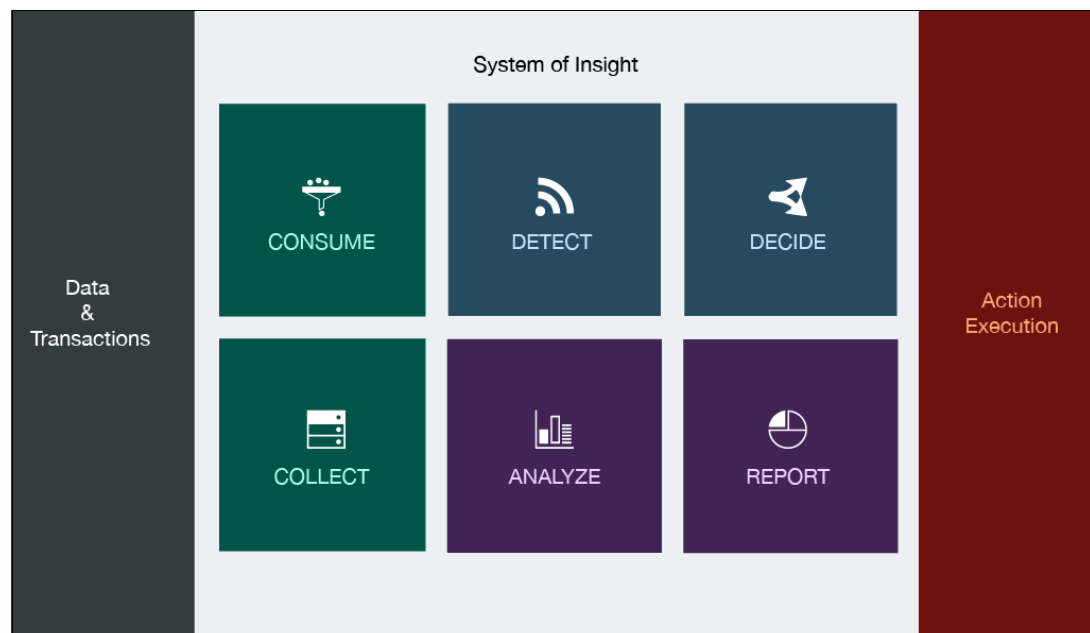 System of Insight
Data
&
Transactions
CONSUME
DETECT
DECIDE
COLLECT
ANALYZE
REPORT
Action
Execution